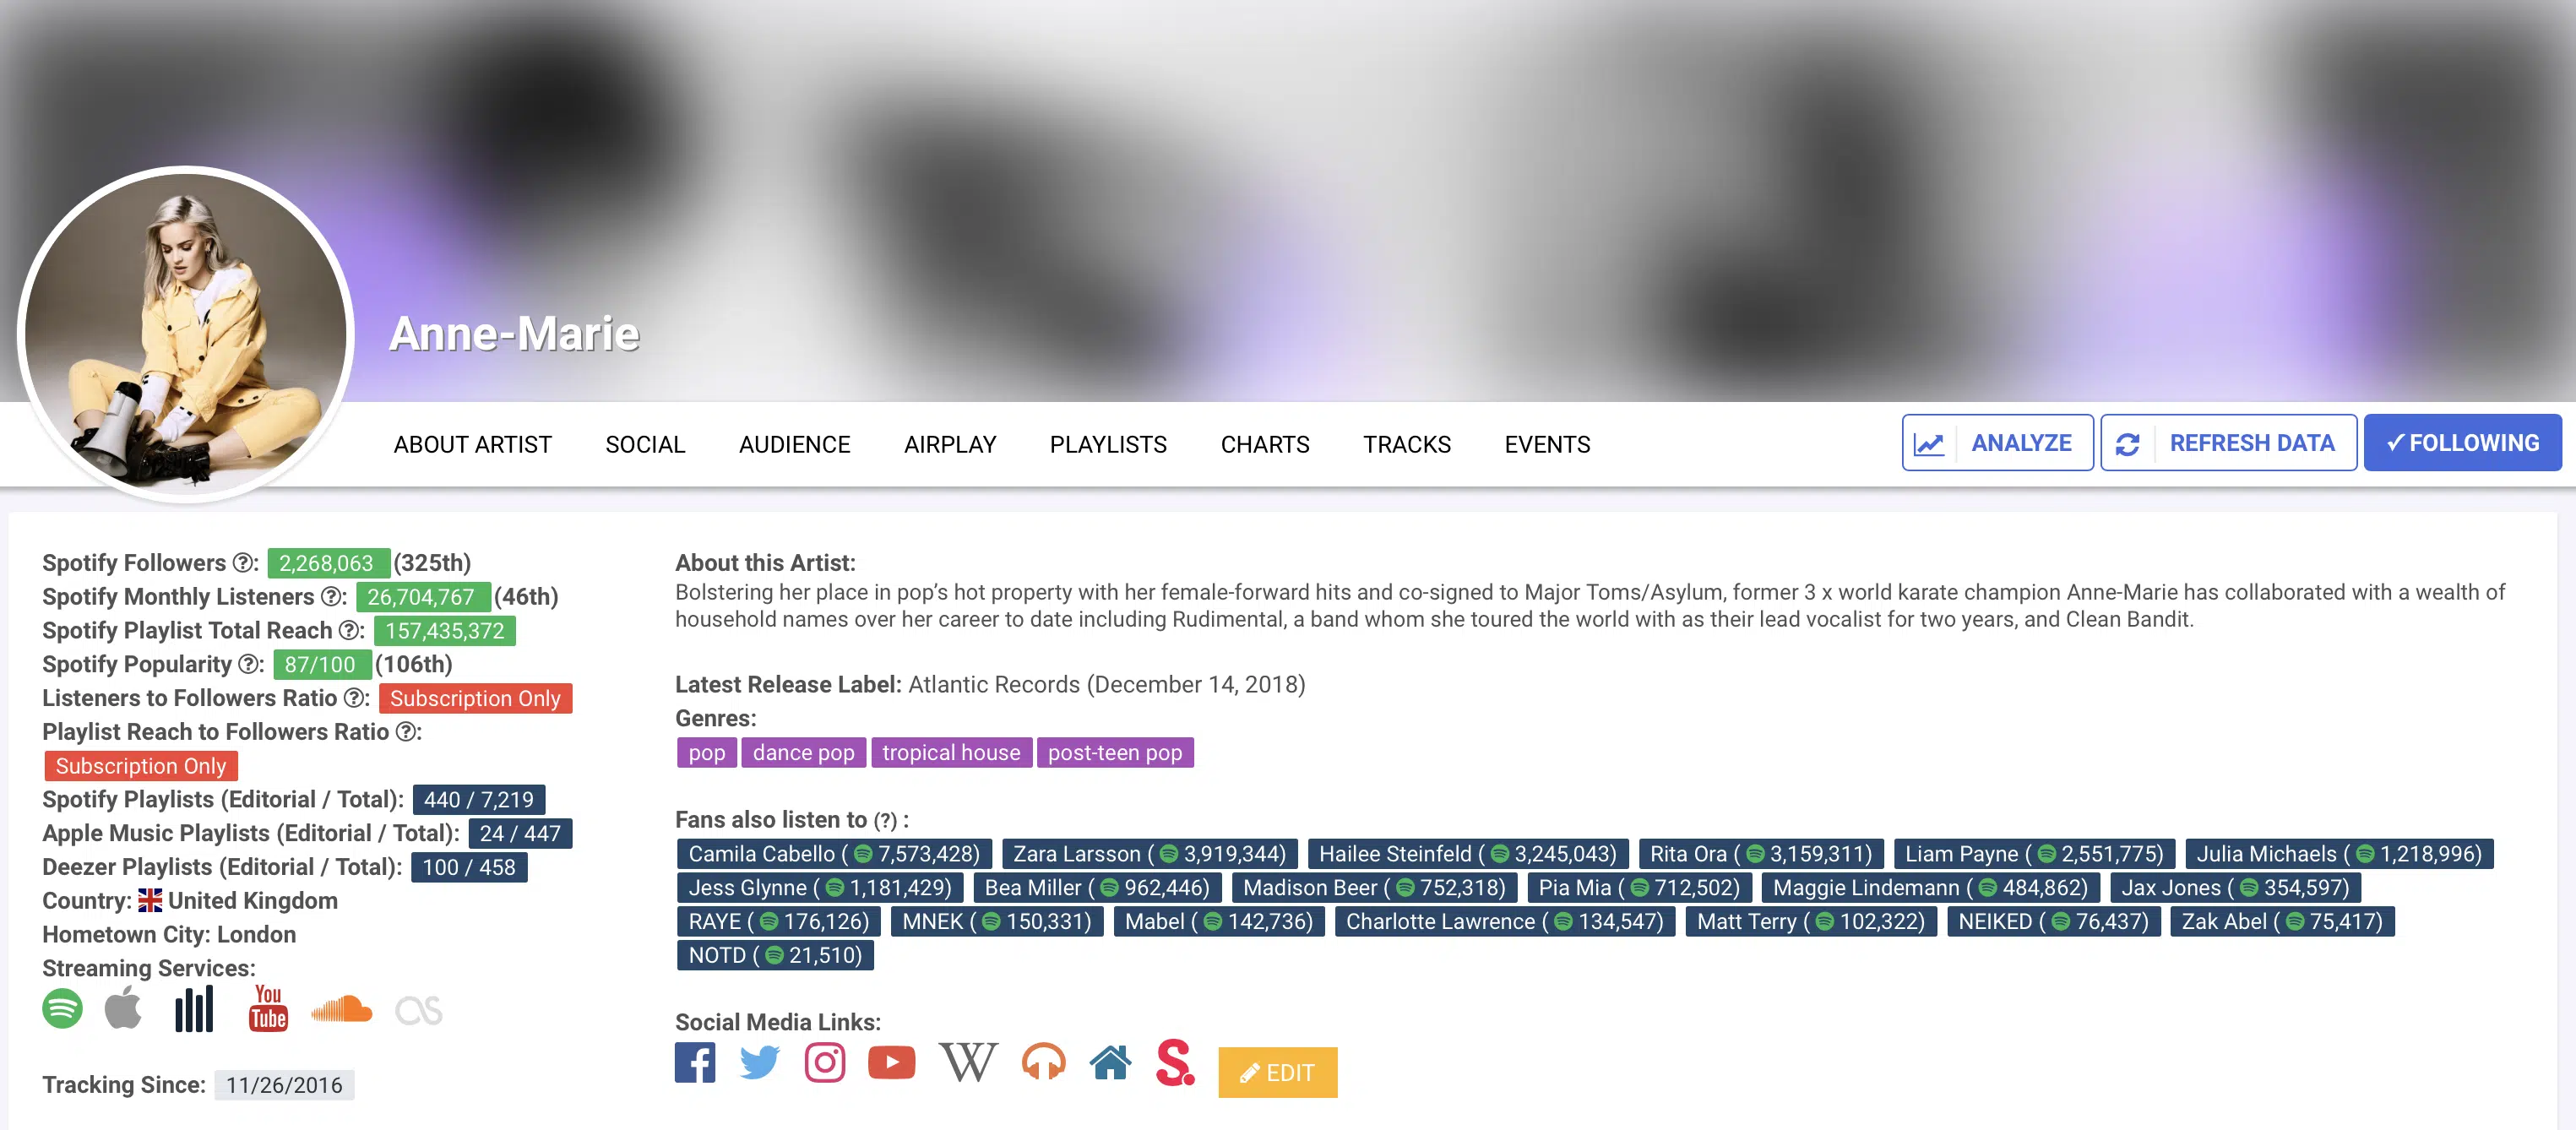 Anne-Marie
ABOUT ARTIST SOCIAL AUDIENCE AIRPLAY PLAYLISTS CHARTS TRACKS EVENTS ANALYZE REFRESH DATA ✓ FOLLOWING
Spotify Followers ?: 2,268,063 (325th)
Spotify Monthly Listeners ?: 26,704,767 (46th)
Spotify Playlist Total Reach ?: 157,435,372
Spotify Popularity ?: 87/100 (106th)
Listeners to Followers Ratio ?: Subscription Only
Playlist Reach to Followers Ratio ?:
Subscription Only
Spotify Playlists (Editorial / Total): 440 / 7,219
Apple Music Playlists (Editorial / Total): 24 / 447
Deezer Playlists (Editorial / Total): 100 / 458
Country: United Kingdom
Hometown City: London
Streaming Services:
You
Tube
Tracking Since: 11/26/2016
About this Artist:
Bolstering her place in pop’s hot property with her female-forward hits and co-signed to Major Toms/Asylum, former 3 x world karate champion Anne-Marie has collaborated with a wealth of
household names over her career to date including Rudimental, a band whom she toured the world with as their lead vocalist for two years, and Clean Bandit.
Latest Release Label: Atlantic Records (December 14, 2018)
Genres:
pop dance pop tropical house post-teen pop
Fans also listen to (?) :
Camila Cabello ( 7,573,428) Zara Larsson ( 3,919,344) Hailee Steinfeld ( 3,245,043) Rita Ora ( 3,159,311) Liam Payne ( 2,551,775) Julia Michaels ( 1,218,996)
Jess Glynne ( 1,181,429) Bea Miller ( 962,446) Madison Beer ( 752,318) Pia Mia ( 712,502) Maggie Lindemann ( 484,862) Jax Jones ( 354,597)
RAYE ( 176,126) MNEK ( 150,331) Mabel ( 142,736) Charlotte Lawrence ( 134,547) Matt Terry ( 102,322) NEIKED ( 76,437) Zak Abel ( 75,417)
NOTD ( 21,510)
Social Media Links:
W S. EDIT